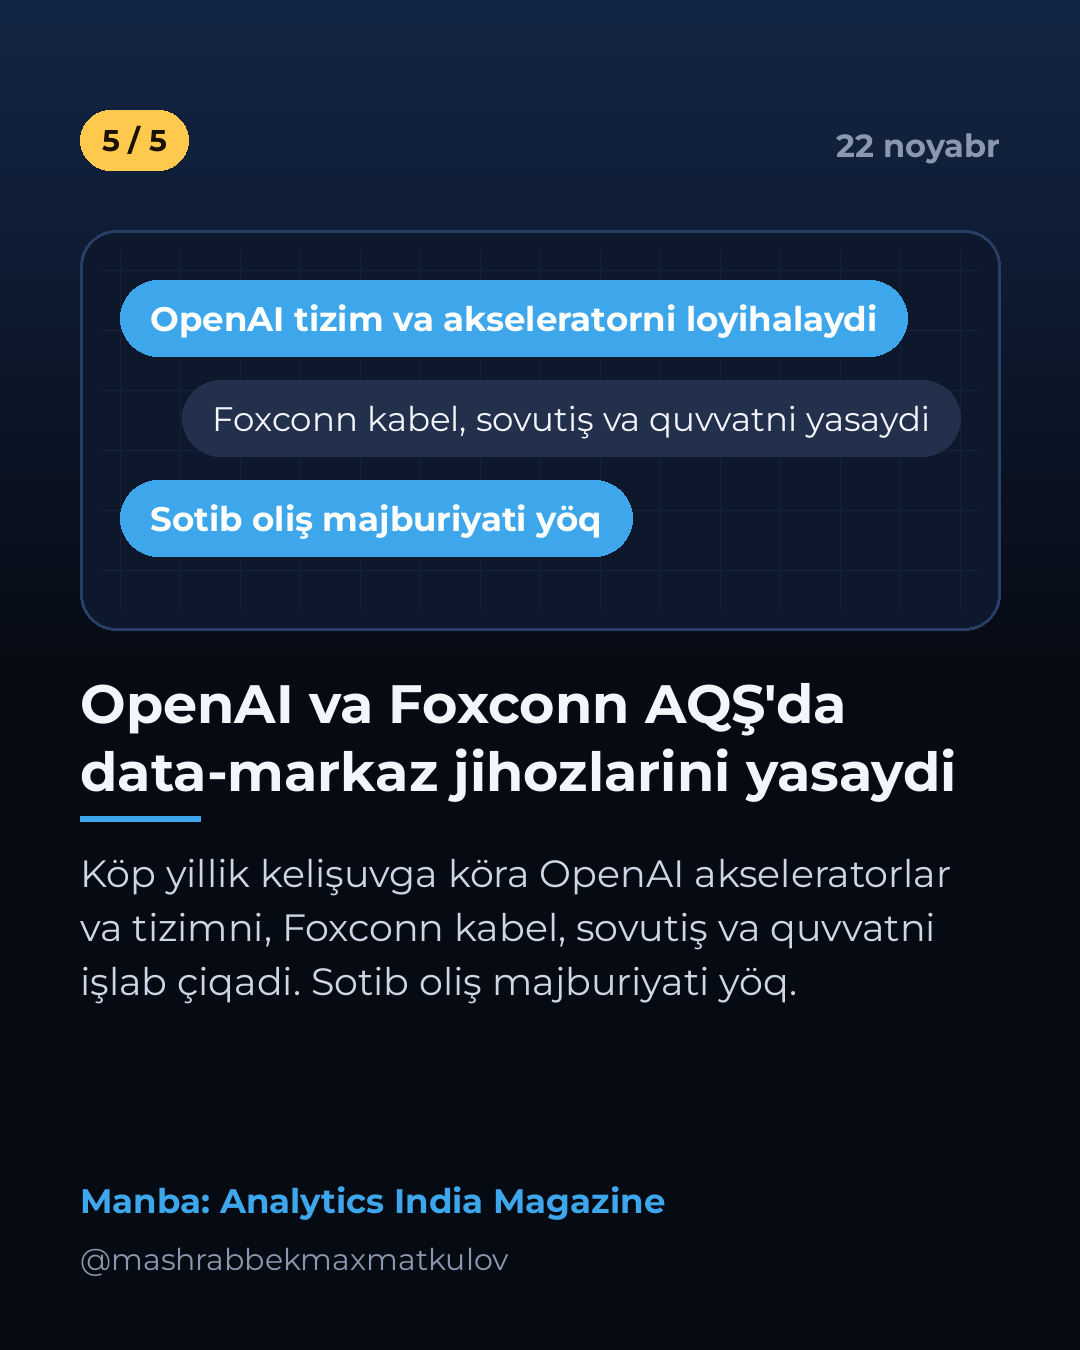 5 / 5
22 noyabr
OpenAI tizim va akseleratorni loyihalaydi
Foxconn kabel, sovutiş va quvvatni yasaydi
Sotib oliş majburiyati yöq
OpenAI va Foxconn AQŞ'da
data-markaz jihozlarini yasaydi
Köp yillik kelişuvga köra OpenAI akseleratorlar
va tizimni, Foxconn kabel, sovutiş va quvvatni
işlab çiqadi. Sotib oliş majburiyati yöq.
Manba: Analytics India Magazine
@mashrabbekmaxmatkulov